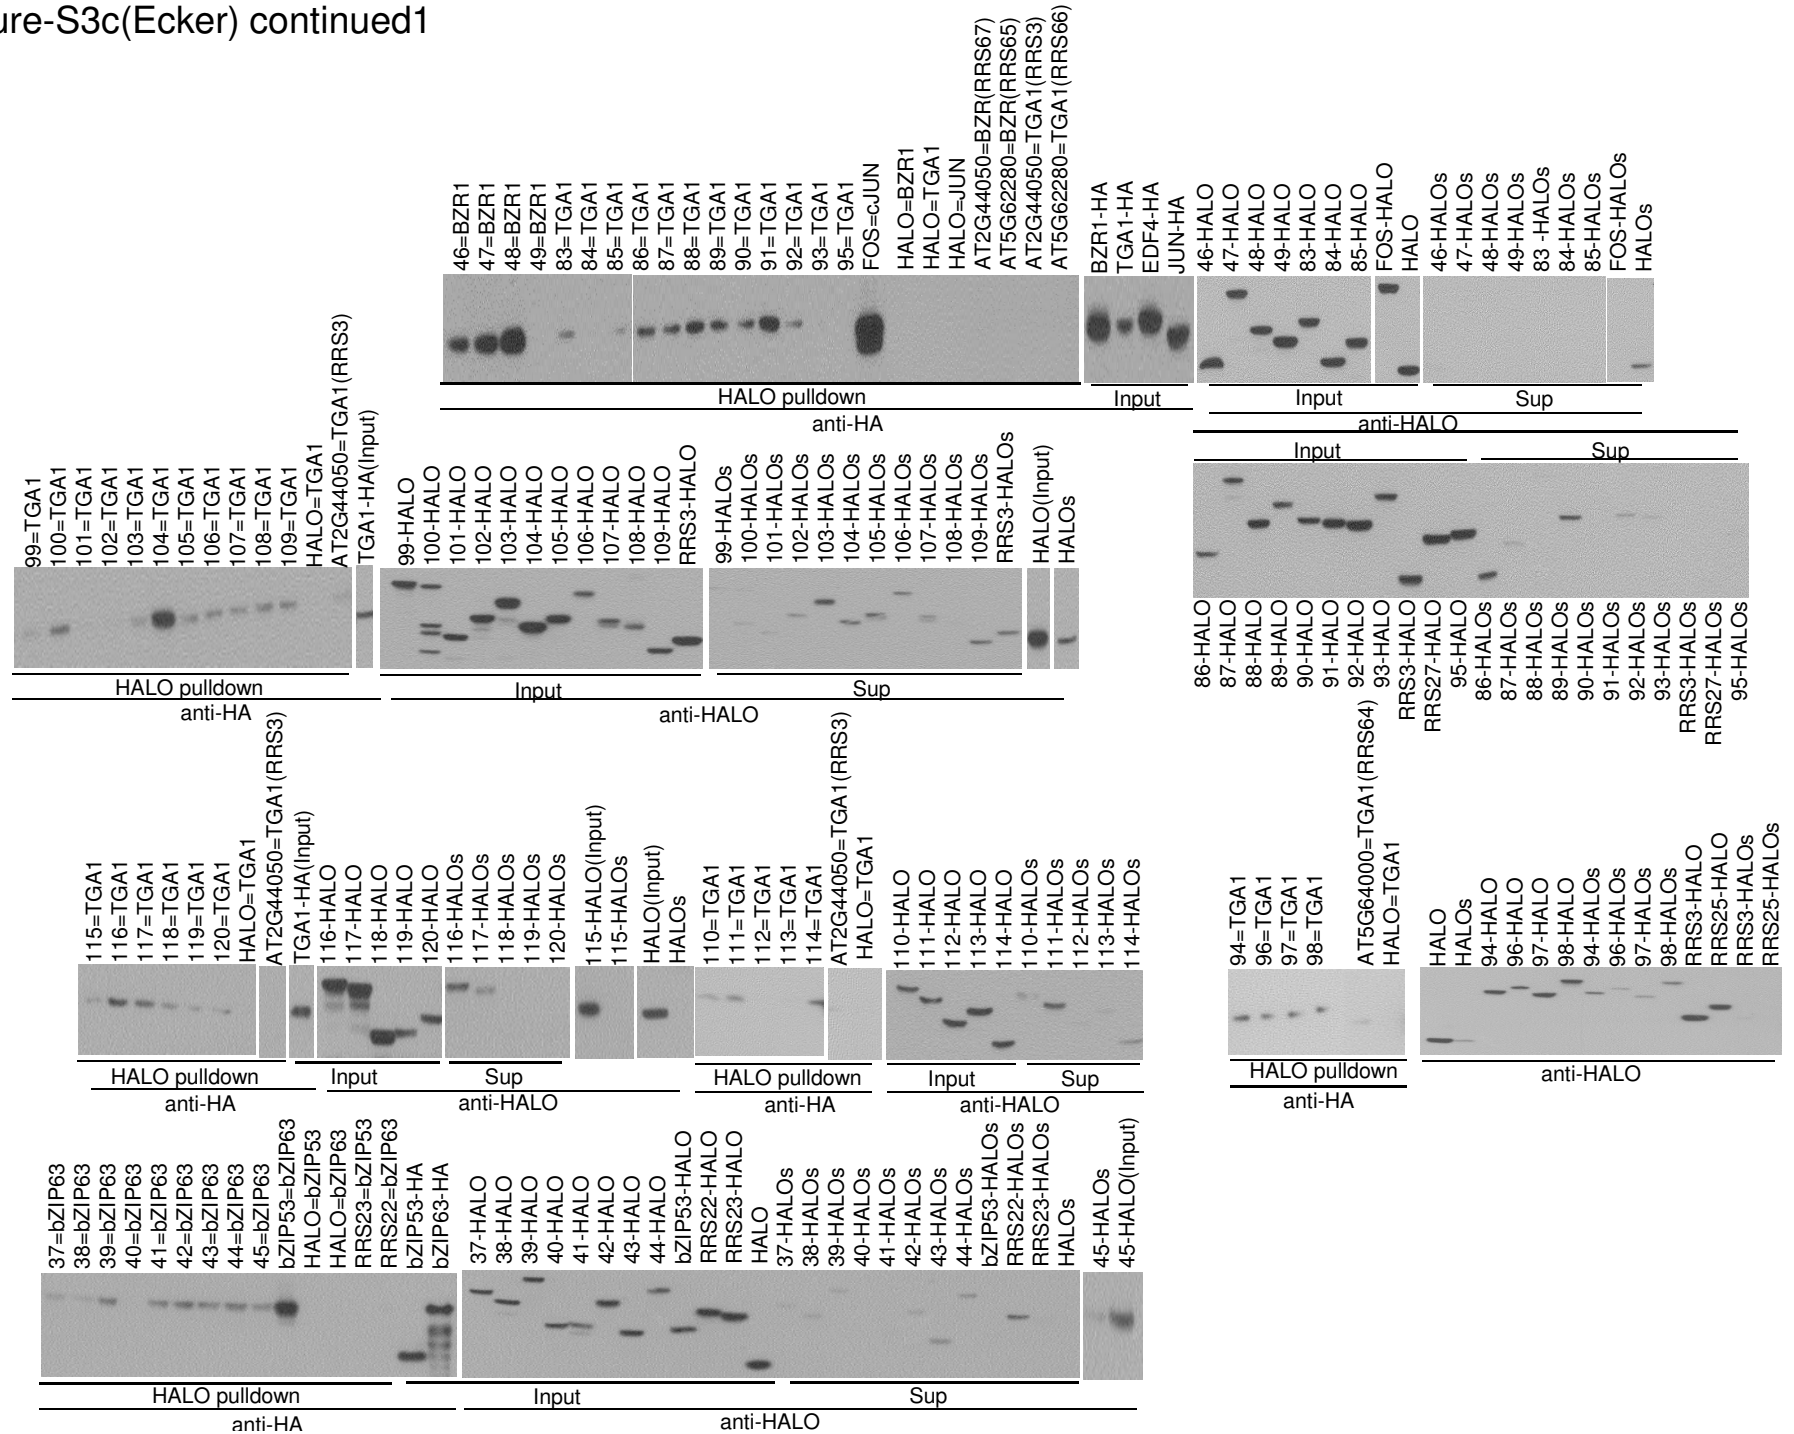 ure-S3c(Ecker) continued1
46=BZR1
47=BZR1
48=BZR1
49=BZR1
83=TGA1
84=TGA1
85=TGA1
86=TGA1
87=TGA1
88=TGA1
89=TGA1
90=TGA1
91=TGA1
92=TGA1
93=TGA1
95=TGA1
FOS=cJUN
HALO=BZR1
HALO=TGA1
HALO=JUN
AT2G44050=BZR(RRS67)
AT5G62280=BZR(RRS65)
AT2G44050=TGA1(RRS3)
AT5G62280=TGA1(RRS66)
BZR1-HA
TGA1-HA
EDF4-HA
JUN-HA
46-HALO
47-HALO
48-HALO
49-HALO
83-HALO
84-HALO
85-HALO
FOS-HALO
HALO
46-HALOs
47-HALOs
48-HALOs
49-HALOs
83 -HALOs
84-HALOs
85-HALOs
FOS-HALOs
HALOs
HALO pulldown
Input
Input
Sup
anti-HA
anti-HALO
Input
Sup
86-HALO
87-HALO
88-HALO
89-HALO
90-HALO
91-HALO
92-HALO
93-HALO
RRS3-HALO
RRS27-HALO
95-HALO
86-HALOs
87-HALOs
88-HALOs
89-HALOs
90-HALOs
91-HALOs
92-HALOs
93-HALOs
RRS3-HALOs
RRS27-HALOs
95-HALOs
99=TGA1
100=TGA1
101=TGA1
102=TGA1
103=TGA1
104=TGA1
105=TGA1
106=TGA1
107=TGA1
108=TGA1
109=TGA1
HALO=TGA1
AT2G44050=TGA1(RRS3)
TGA1-HA(Input)
99-HALO
100-HALO
101-HALO
102-HALO
103-HALO
104-HALO
105-HALO
106-HALO
107-HALO
108-HALO
109-HALO
RRS3-HALO
99-HALOs
100-HALOs
101-HALOs
102-HALOs
103-HALOs
104-HALOs
105-HALOs
106-HALOs
107-HALOs
108-HALOs
109-HALOs
RRS3-HALOs
HALO(Input)
HALOs
HALO pulldown
Input
Sup
anti-HA
anti-HALO
115=TGA1
116=TGA1
117=TGA1
118=TGA1
119=TGA1
120=TGA1
HALO=TGA1
AT2G44050=TGA1(RRS3)
TGA1-HA(Input)
116-HALO
117-HALO
118-HALO
119-HALO
120-HALO
116-HALOs
117-HALOs
118-HALOs
119-HALOs
120-HALOs
115-HALO(Input)
115-HALOs
HALO(Input)
HALOs
110=TGA1
111=TGA1
112=TGA1
113=TGA1
114=TGA1
AT2G44050=TGA1(RRS3)
HALO=TGA1
110-HALO
111-HALO
112-HALO
113-HALO
114-HALO
110-HALOs
111-HALOs
112-HALOs
113-HALOs
114-HALOs
HALO pulldown
Input
Sup
HALO pulldown
Input
Sup
anti-HA
anti-HALO
anti-HA
anti-HALO
94=TGA1
96=TGA1
97=TGA1
98=TGA1
AT5G64000=TGA1(RRS64)
HALO=TGA1
HALO
HALOs
94-HALO
96-HALO
97-HALO
98-HALO
94-HALOs
96-HALOs
97-HALOs
98-HALOs
RRS3-HALO
RRS25-HALO
RRS3-HALOs
RRS25-HALOs
HALO pulldown
anti-HALO
anti-HA
37=bZIP63
38=bZIP63
39=bZIP63
40=bZIP63
41=bZIP63
42=bZIP63
43=bZIP63
44=bZIP63
45=bZIP63
bZIP53=bZIP63
HALO=bZIP53
HALO=bZIP63
RRS23=bZIP53
RRS22=bZIP63
bZIP53-HA
bZIP63-HA
37-HALO
38-HALO
39-HALO
40-HALO
41-HALO
42-HALO
43-HALO
44-HALO
bZIP53-HALO
RRS22-HALO
RRS23-HALO
HALO
37-HALOs
38-HALOs
39-HALOs
40-HALOs
41-HALOs
42-HALOs
43-HALOs
44-HALOs
bZIP53-HALOs
RRS22-HALOs
RRS23-HALOs
HALOs
45-HALOs
45-HALO(Input)
HALO pulldown
Input
Sup
anti-HA
anti-HALO